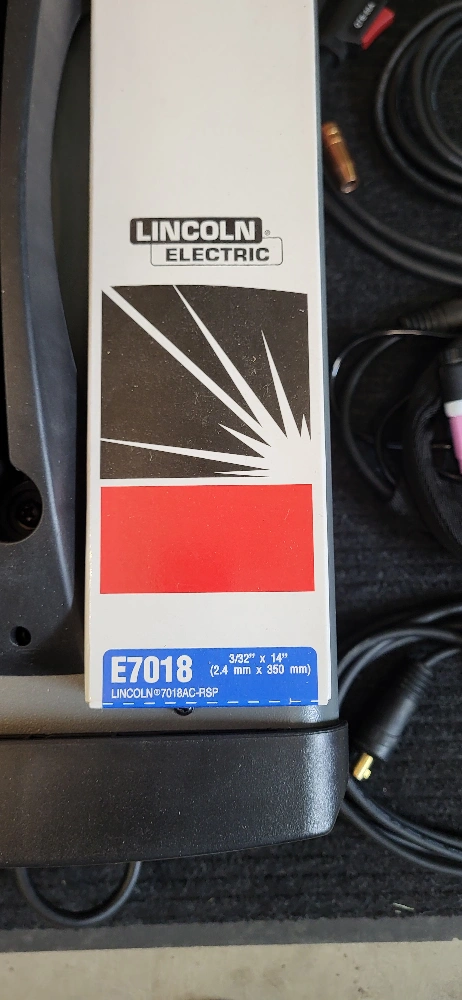 LINCOLN®
ELECTRIC
E7018
3/32" x 14"
(2.4 mm x 350 mm)
LINCOLN®7018AC-RSP